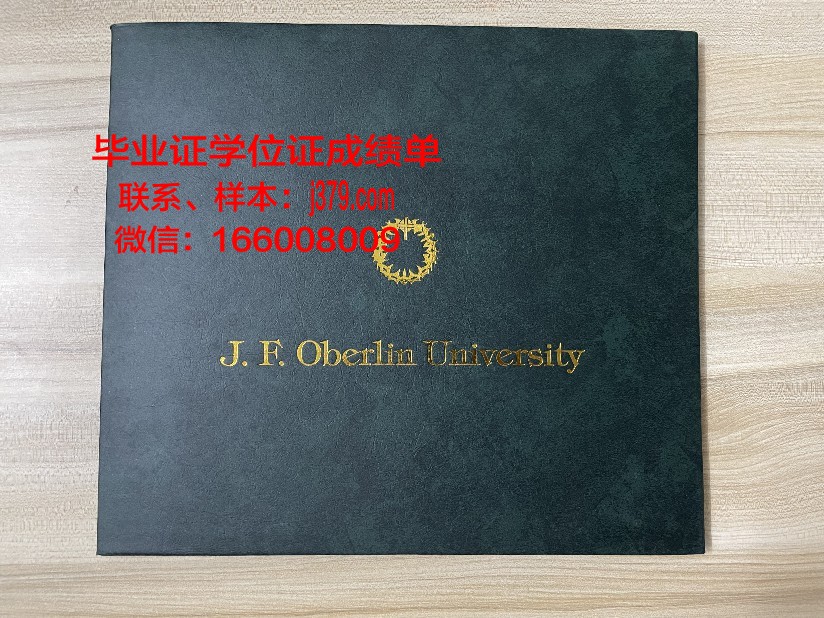 毕业证学位证成绩单
联系、样本：j379.com
微信：166008009
J. F. Oberlin University